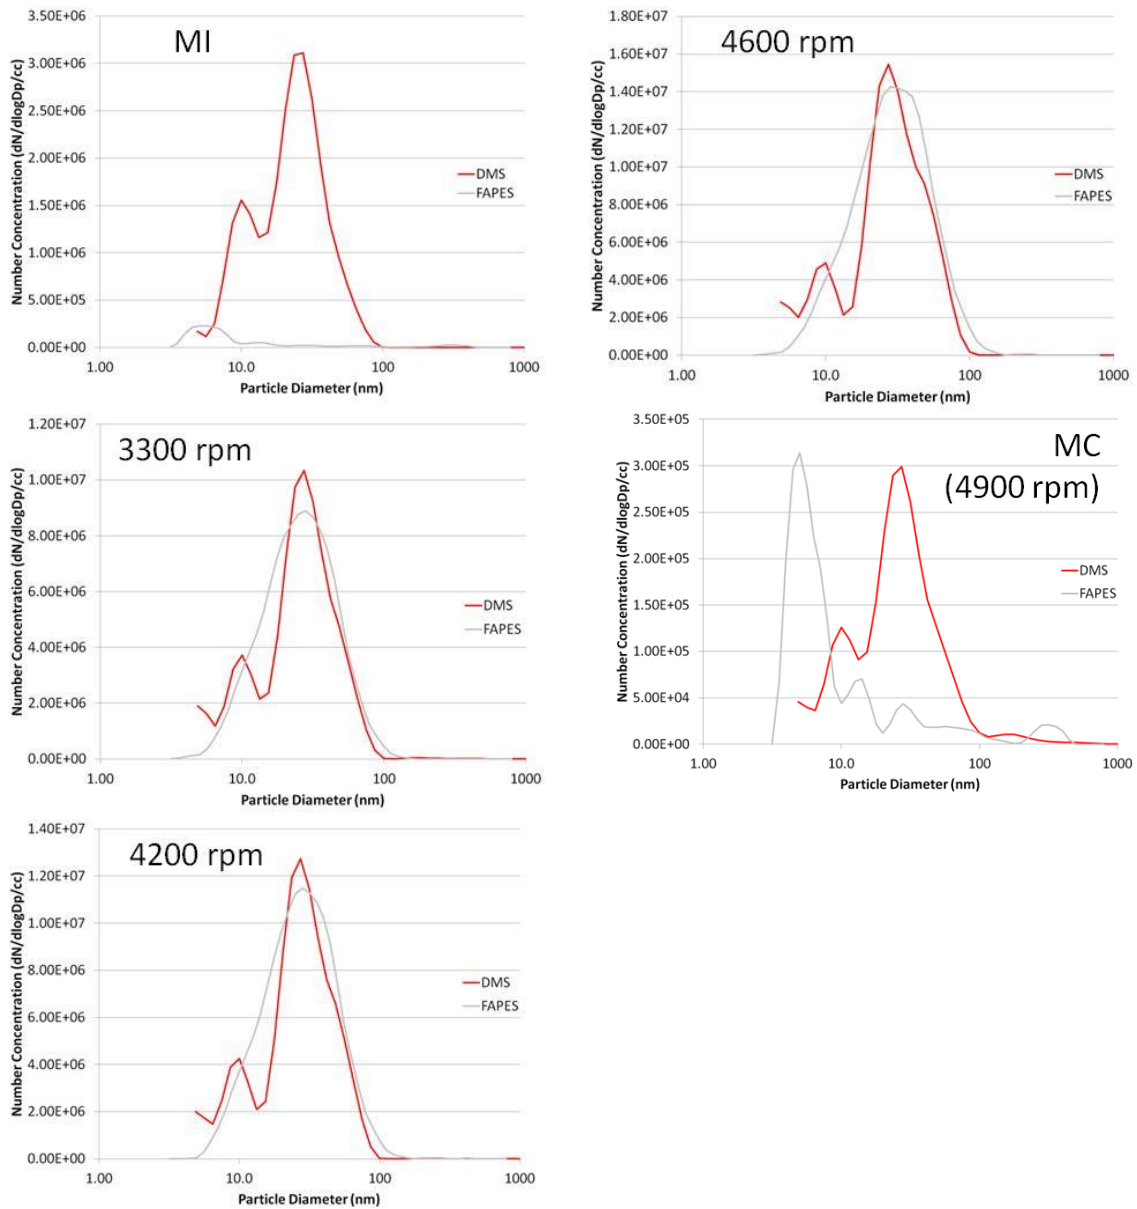 MI
Number Concentration (dN/dlogDp/cc)
3.50E+06
3.00E+06
2.50E+06
2.00E+06
1.50E+06
1.00E+06
5.00E+05
0.00E+00
1.00 10.0 100 1000
Particle Diameter (nm)
DMS
FAPES
4600 rpm
Number Concentration (dN/dlogDp/cc)
1.80E+07
1.60E+07
1.40E+07
1.20E+07
1.00E+07
8.00E+06
6.00E+06
4.00E+06
2.00E+06
0.00E+00
1.00 10.0 100 1000
Particle Diameter (nm)
DMS
FAPES
3300 rpm
Number Concentration (dN/dlogDp/cc)
1.20E+07
1.00E+07
8.00E+06
6.00E+06
4.00E+06
2.00E+06
0.00E+00
1.00 10.0 100 1000
Particle Diameter (nm)
DMS
FAPES
MC
(4900 rpm)
Number Concentration (dN/dlogDp/cc)
3.50E+05
3.00E+05
2.50E+05
2.00E+05
1.50E+05
1.00E+05
5.00E+04
0.00E+00
1.00 10.0 100 1000
Particle Diameter (nm)
DMS
FAPES
4200 rpm
Number Concentration (dN/dlogDp/cc)
1.40E+07
1.20E+07
1.00E+07
8.00E+06
6.00E+06
4.00E+06
2.00E+06
0.00E+00
1.00 10.0 100 1000
Particle Diameter (nm)
DMS
FAPES